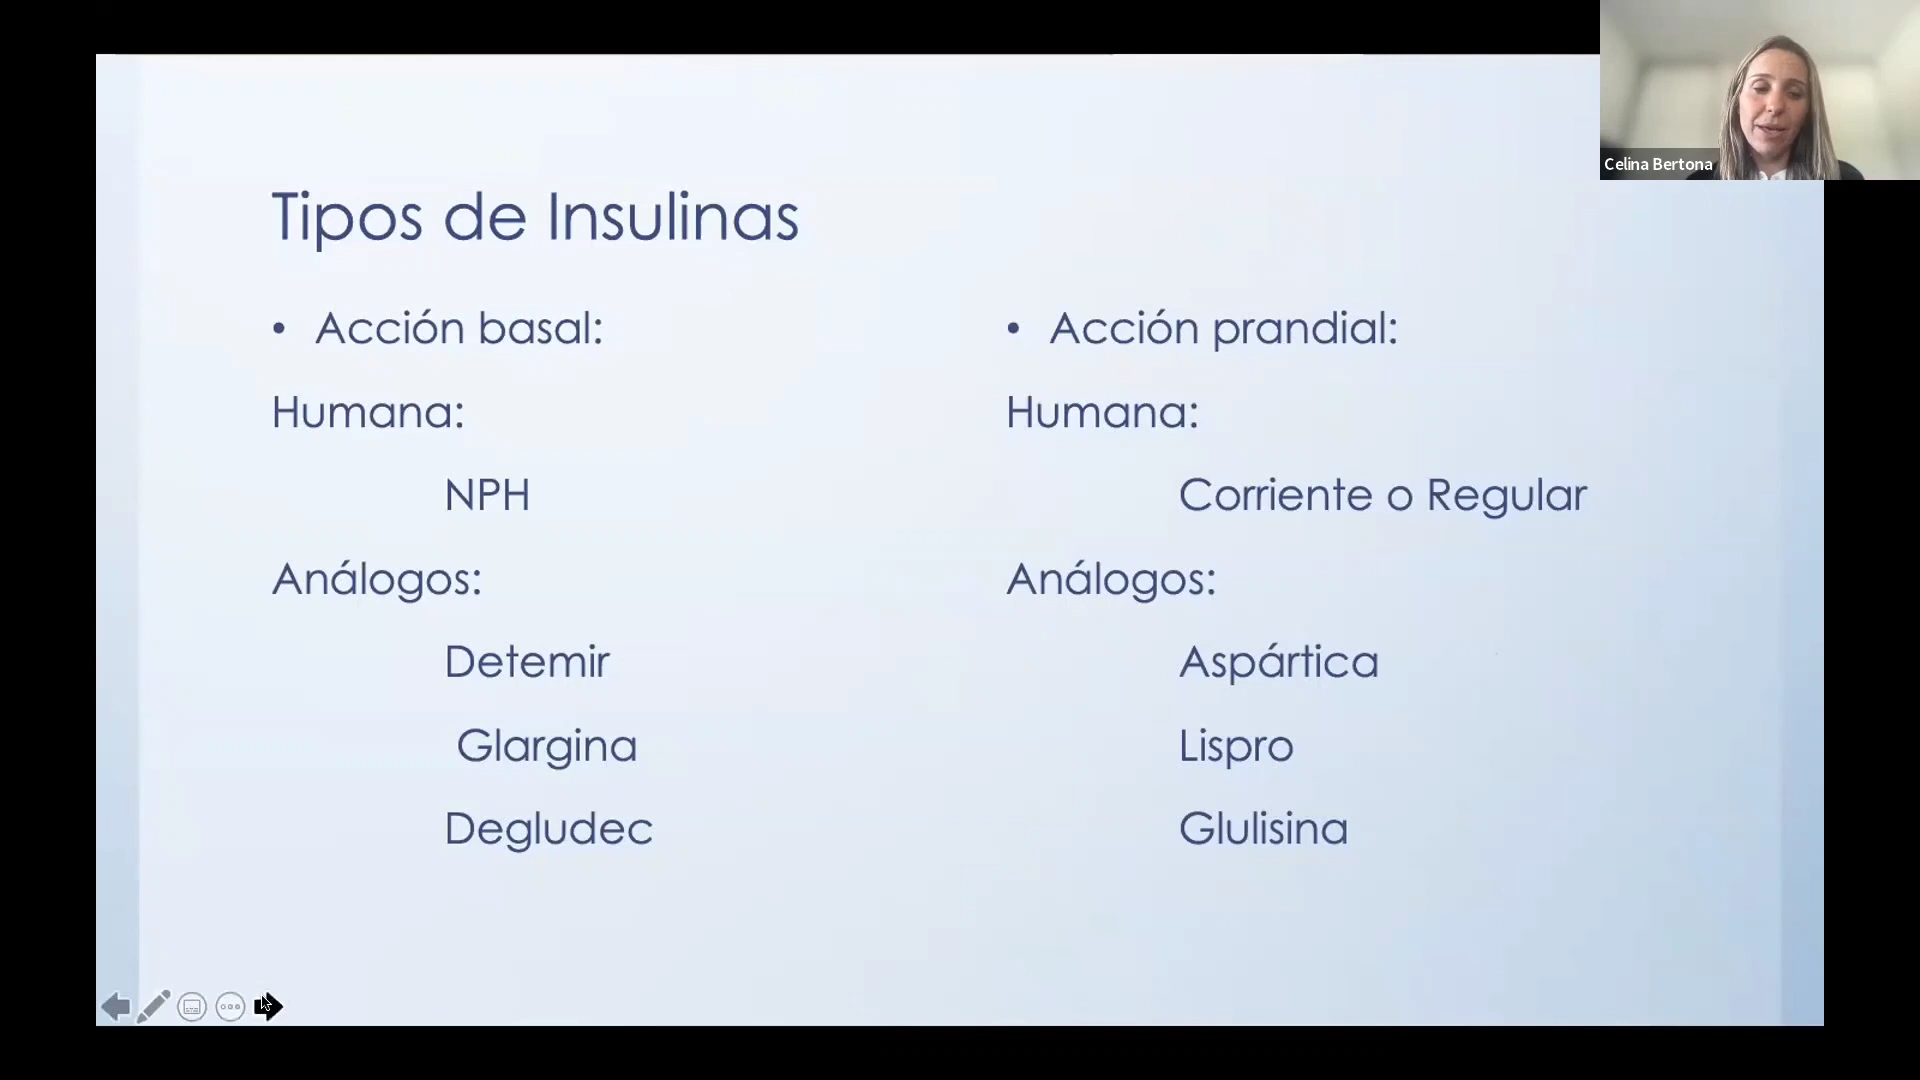 Celina Bertona
Tipos de Insulinas
• Acción basal:
Humana:
NPH
Análogos:
Detemir
Glargina
Degludec
• Acción prandial:
Humana:
Corriente o Regular
Análogos:
Aspártica
Lispro
Glulisina